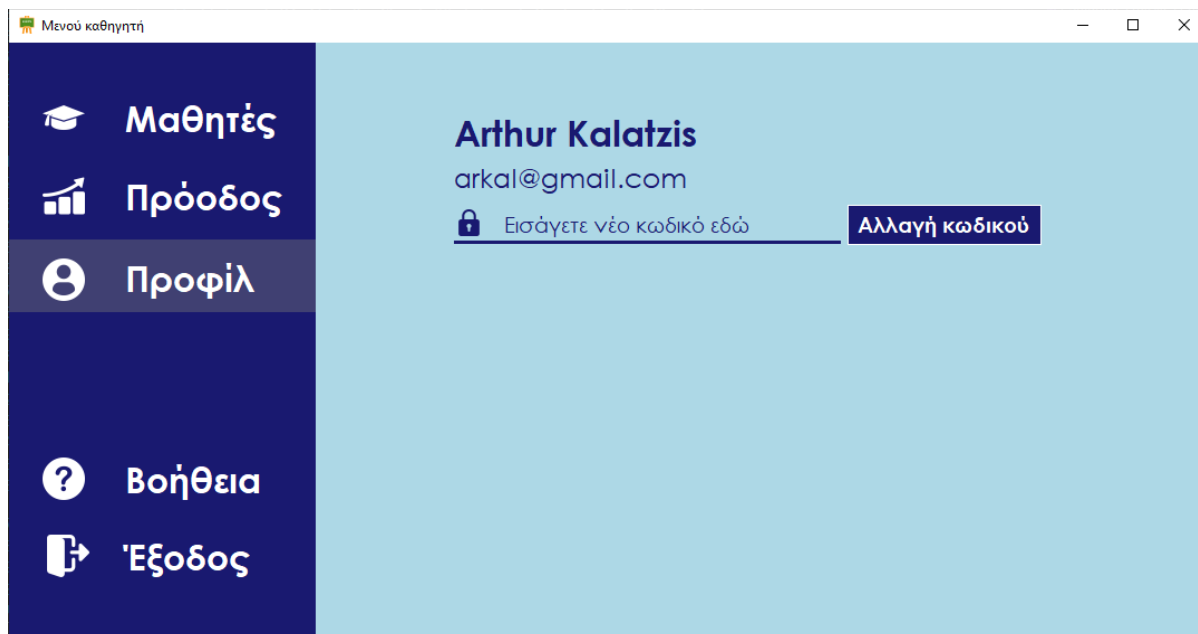 Μενού καθηγητή
Μαθητές
Πρόοδος
Προφίλ
Βοήθεια
Έξοδος
Arthur Kalatzis
arkal@gmail.com
Εισάγετε νέο κωδικό εδώ
Αλλαγή κωδικού